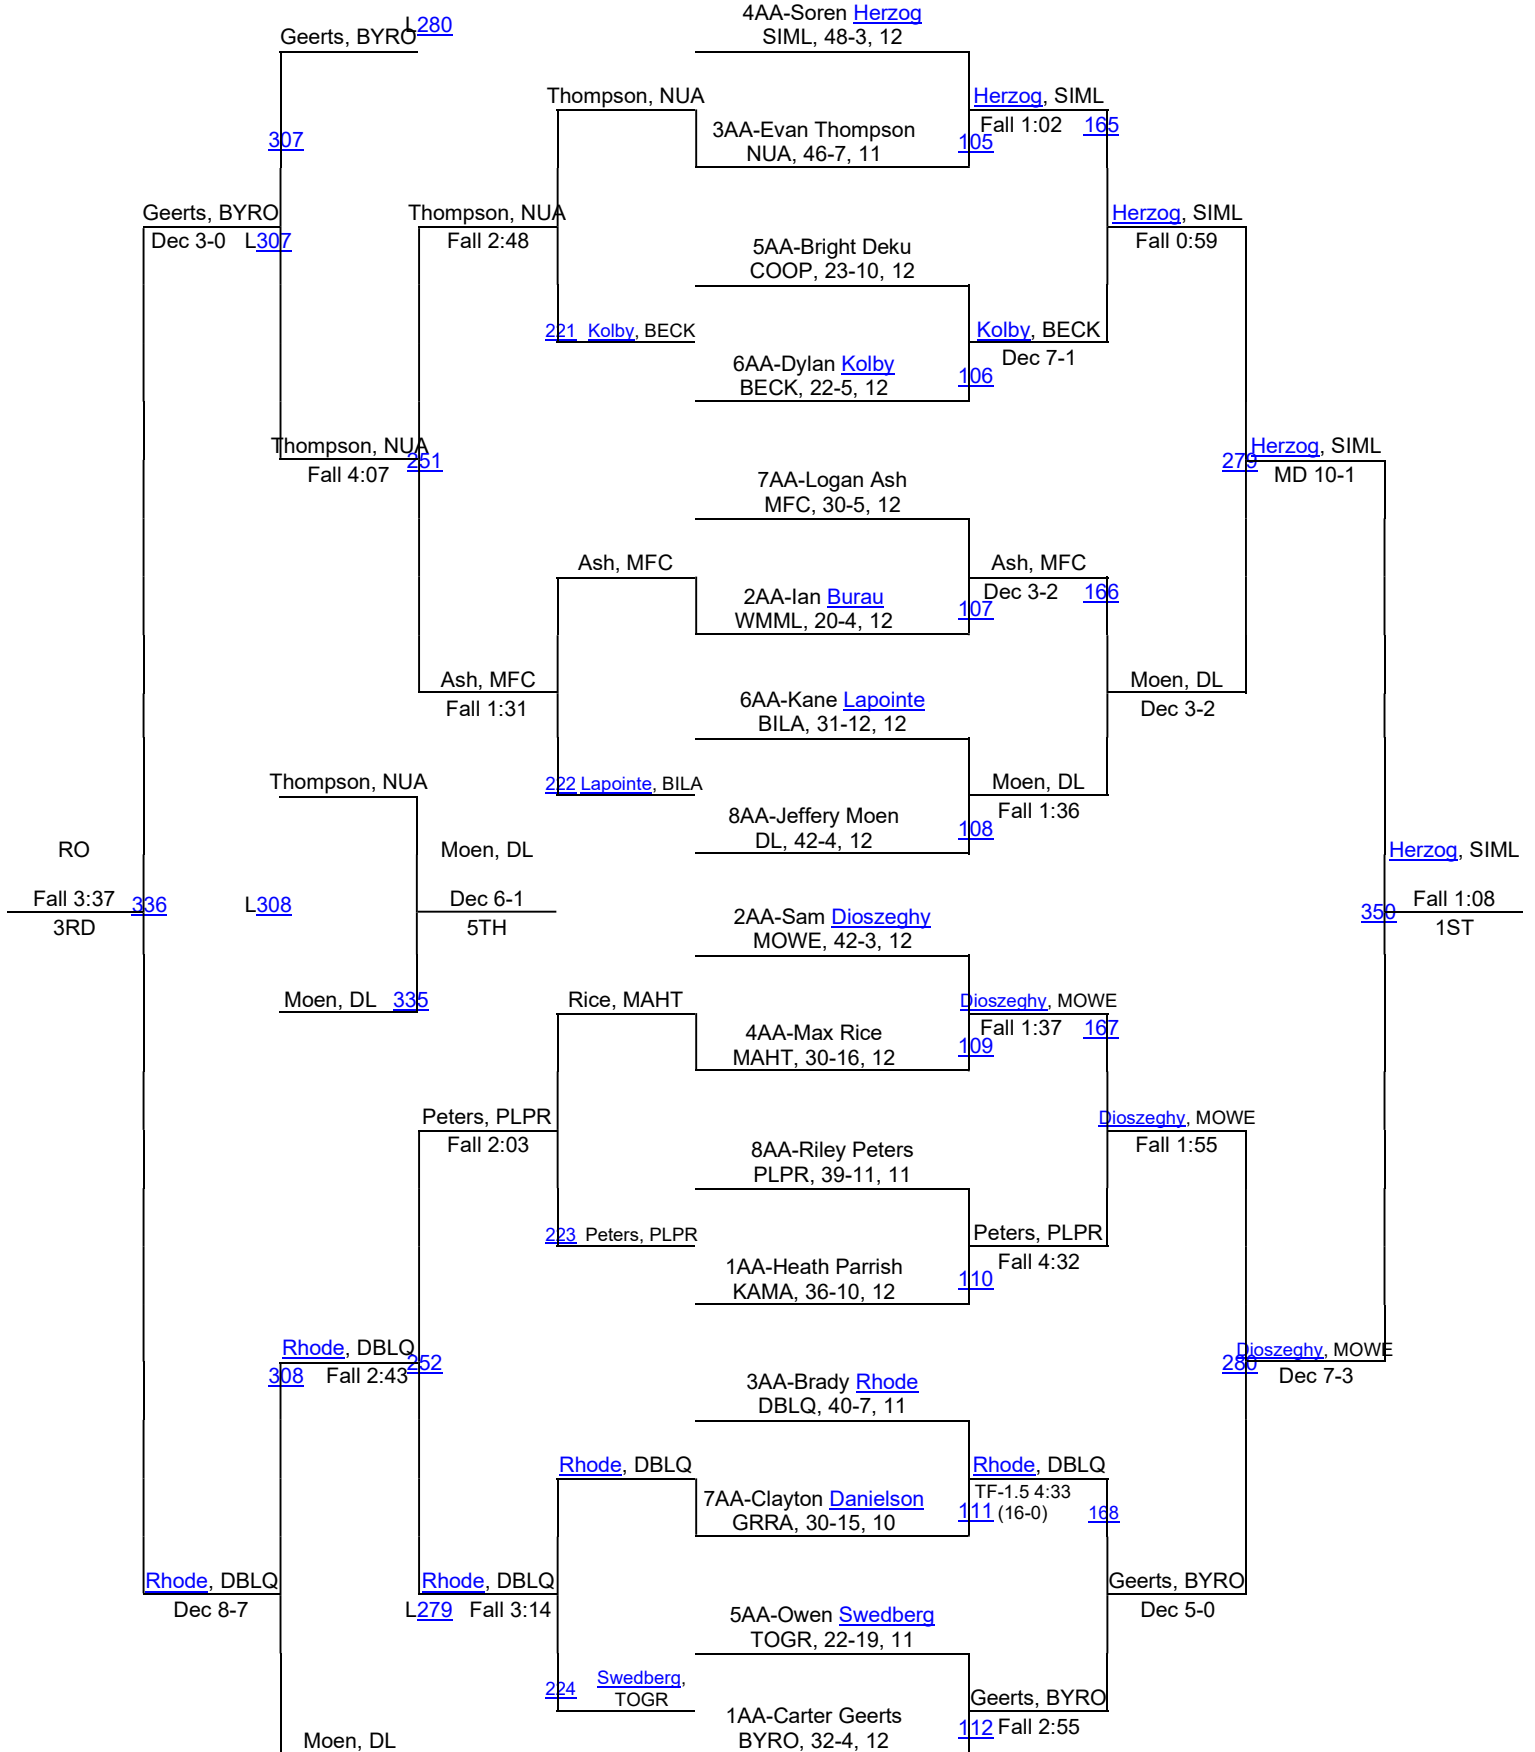 L280
Geerts, BYRO
4AA-Soren Herzog
SIML, 48-3, 12
Thompson, NUA
Herzog, SIML
Fall 1:02 165
3AA-Evan Thompson
NUA, 46-7, 11
105
307
Geerts, BYRO
Dec 3-0 L307
Thompson, NUA
Fall 2:48
Herzog, SIML
Fall 0:59
5AA-Bright Deku
COOP, 23-10, 12
221 Kolby, BECK
Kolby, BECK
Dec 7-1
6AA-Dylan Kolby
BECK, 22-5, 12
106
Thompson, NUA
Fall 4:07
251
279
Herzog, SIML
MD 10-1
7AA-Logan Ash
MFC, 30-5, 12
Ash, MFC
Ash, MFC
Dec 3-2 166
2AA-Ian Burau
WMML, 20-4, 12
107
Ash, MFC
Fall 1:31
Moen, DL
Dec 3-2
6AA-Kane Lapointe
BILA, 31-12, 12
Thompson, NUA
222 Lapointe, BILA
Moen, DL
Fall 1:36
8AA-Jeffery Moen
DL, 42-4, 12
108
RO
Fall 3:37
3RD
336
L308
Moen, DL
Dec 6-1
5TH
Herzog, SIML
350
Fall 1:08
1ST
2AA-Sam Dioszeghy
MOWE, 42-3, 12
Moen, DL 335
Rice, MAHT
Dioszeghy, MOWE
Fall 1:37 167
4AA-Max Rice
MAHT, 30-16, 12
109
Peters, PLPR
Fall 2:03
Dioszeghy, MOWE
Fall 1:55
8AA-Riley Peters
PLPR, 39-11, 11
223 Peters, PLPR
Peters, PLPR
Fall 4:32
1AA-Heath Parrish
KAMA, 36-10, 12
110
Rhode, DBLQ
308 Fall 2:43
252
280
Dioszeghy, MOWE
Dec 7-3
3AA-Brady Rhode
DBLQ, 40-7, 11
Rhode, DBLQ
Rhode, DBLQ
TF-1.5 4:33
(16-0)
168
7AA-Clayton Danielson
GRRA, 30-15, 10
111
Rhode, DBLQ
Dec 8-7
Rhode, DBLQ
L279 Fall 3:14
Geerts, BYRO
Dec 5-0
5AA-Owen Swedberg
TOGR, 22-19, 11
224
Swedberg,
TOGR
Geerts, BYRO
112 Fall 2:55
1AA-Carter Geerts
BYRO, 32-4, 12
Moen, DL